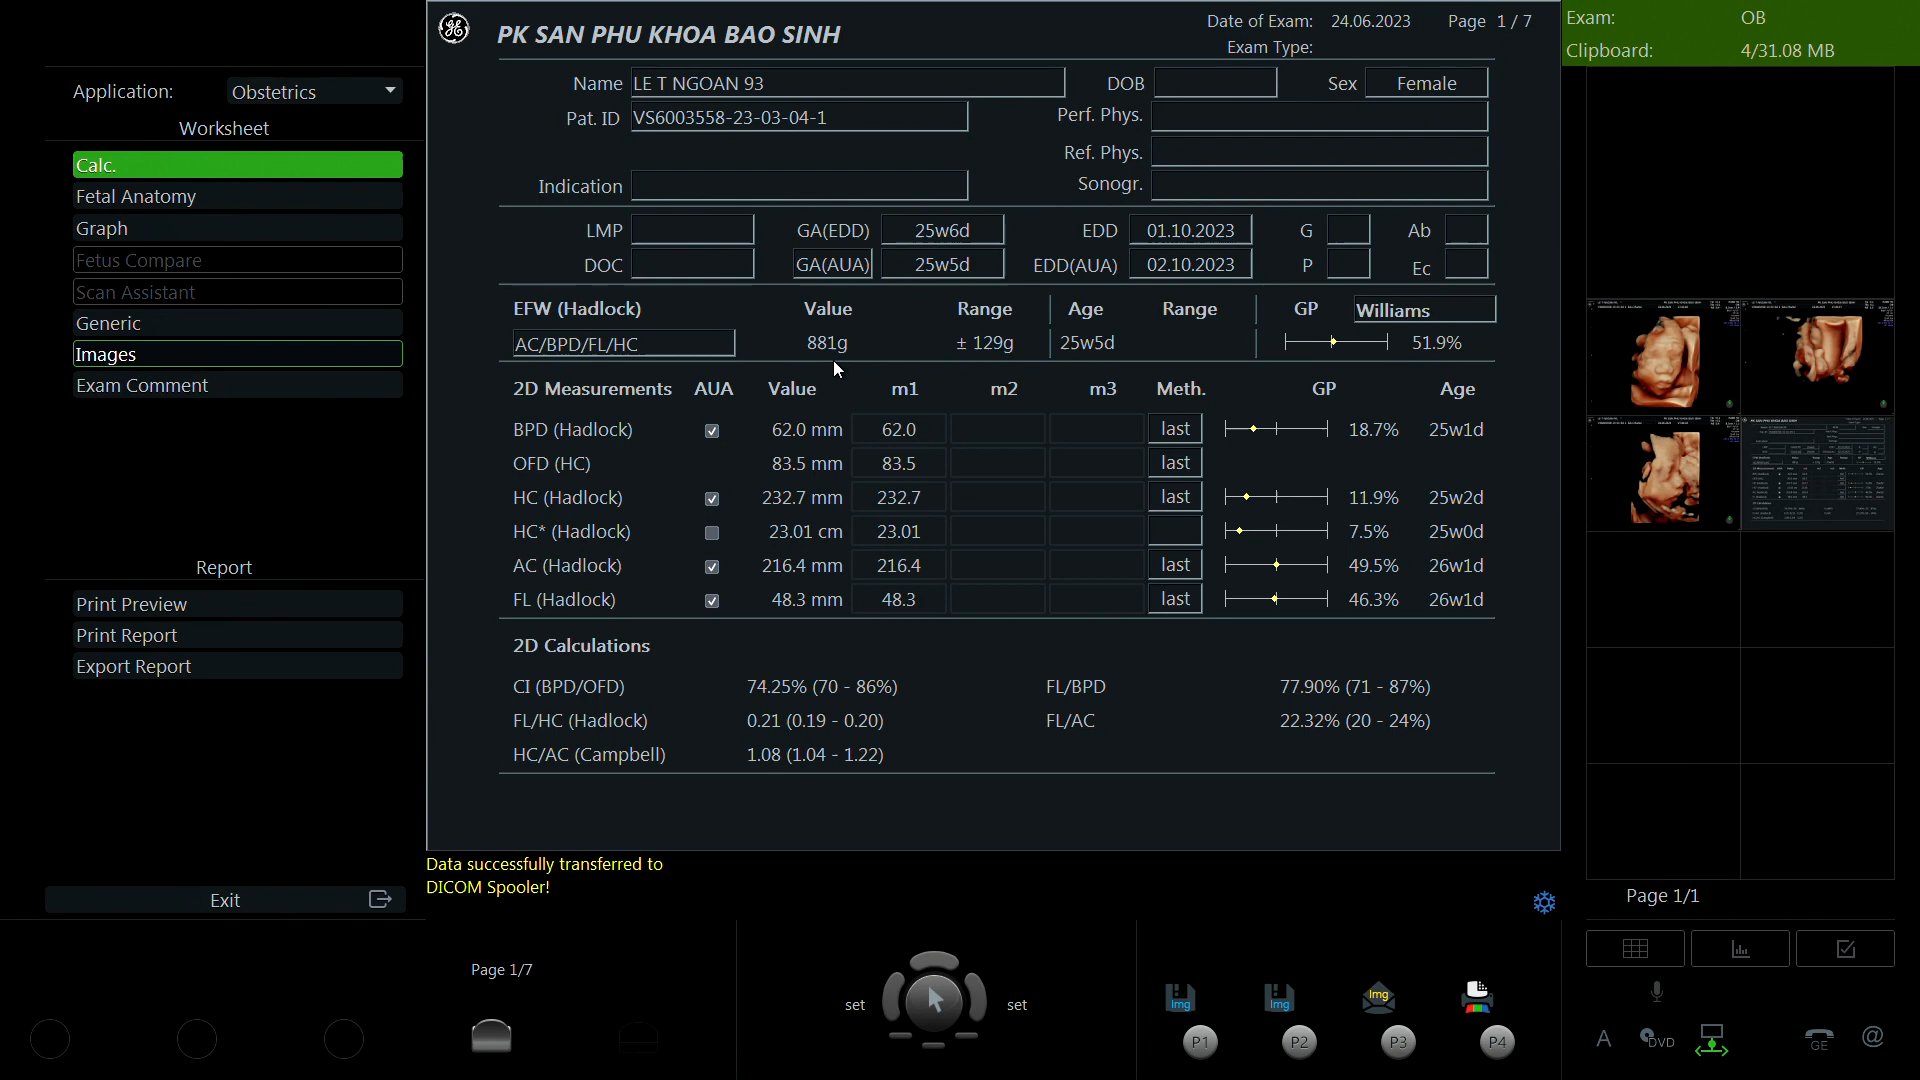 Application: Obstetrics
Worksheet
Calc.
Fetal Anatomy
Graph
Fetus Compare
Scan Assistant
Generic
Images
Exam Comment
Report
Print Preview
Print Report
Export Report
Exit
PK SAN PHU KHOA BAO SINH
Date of Exam: 24.06.2023 Page 1 / 7
Exam Type:
Name LE T NGOAN 93 DOB Sex Female
Pat. ID VS6003558-23-03-04-1 Perf. Phys.
Ref. Phys.
Indication Sonogr.
LMP GA(EDD) 25w6d EDD 01.10.2023 G Ab
DOC GA(AUA) 25w5d EDD(AUA) 02.10.2023 P Ec
EFW (Hadlock) Value Range Age Range GP Williams
AC/BPD/FL/HC 881g ± 129g 25w5d 51.9%
2D Measurements AUA Value m1 m2 m3 Meth. GP Age
BPD (Hadlock) 62.0 mm 62.0 last 18.7% 25w1d
OFD (HC) 83.5 mm 83.5 last
HC (Hadlock) 232.7 mm 232.7 last 11.9% 25w2d
HC* (Hadlock) 23.01 cm 23.01 7.5% 25w0d
AC (Hadlock) 216.4 mm 216.4 last 49.5% 26w1d
FL (Hadlock) 48.3 mm 48.3 last 46.3% 26w1d
2D Calculations
CI (BPD/OFD) 74.25% (70 - 86%) FL/BPD 77.90% (71 - 87%)
FL/HC (Hadlock) 0.21 (0.19 - 0.20) FL/AC 22.32% (20 - 24%)
HC/AC (Campbell) 1.08 (1.04 - 1.22)
Data successfully transferred to
DICOM Spooler!
Page 1/7
set set
Img Img Img
P1 P2 P3 P4
Exam: OB
Clipboard: 4/31.08 MB
Page 1/1
A DVD GE @